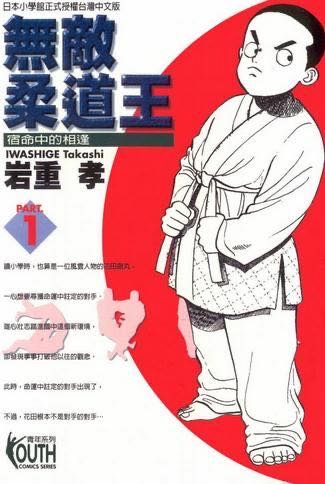 日本小學館正式授權台灣中文版
無敵
柔道王
宿命中的相逢
IWASHIGE Takashi
岩重 孝
PART.
1
讀小學時，也算是一位風雲人物的花田勘丸，
一心想要尋獲命運中註定的對手，
雄心壯志踏進國中這個新環境，
卻發現事事打破他以往的觀念，
此時，命運中註定的對手出現了，
不過，花田根本不是對手的對手…
青年系列
YOUTH
COMICS SERIES